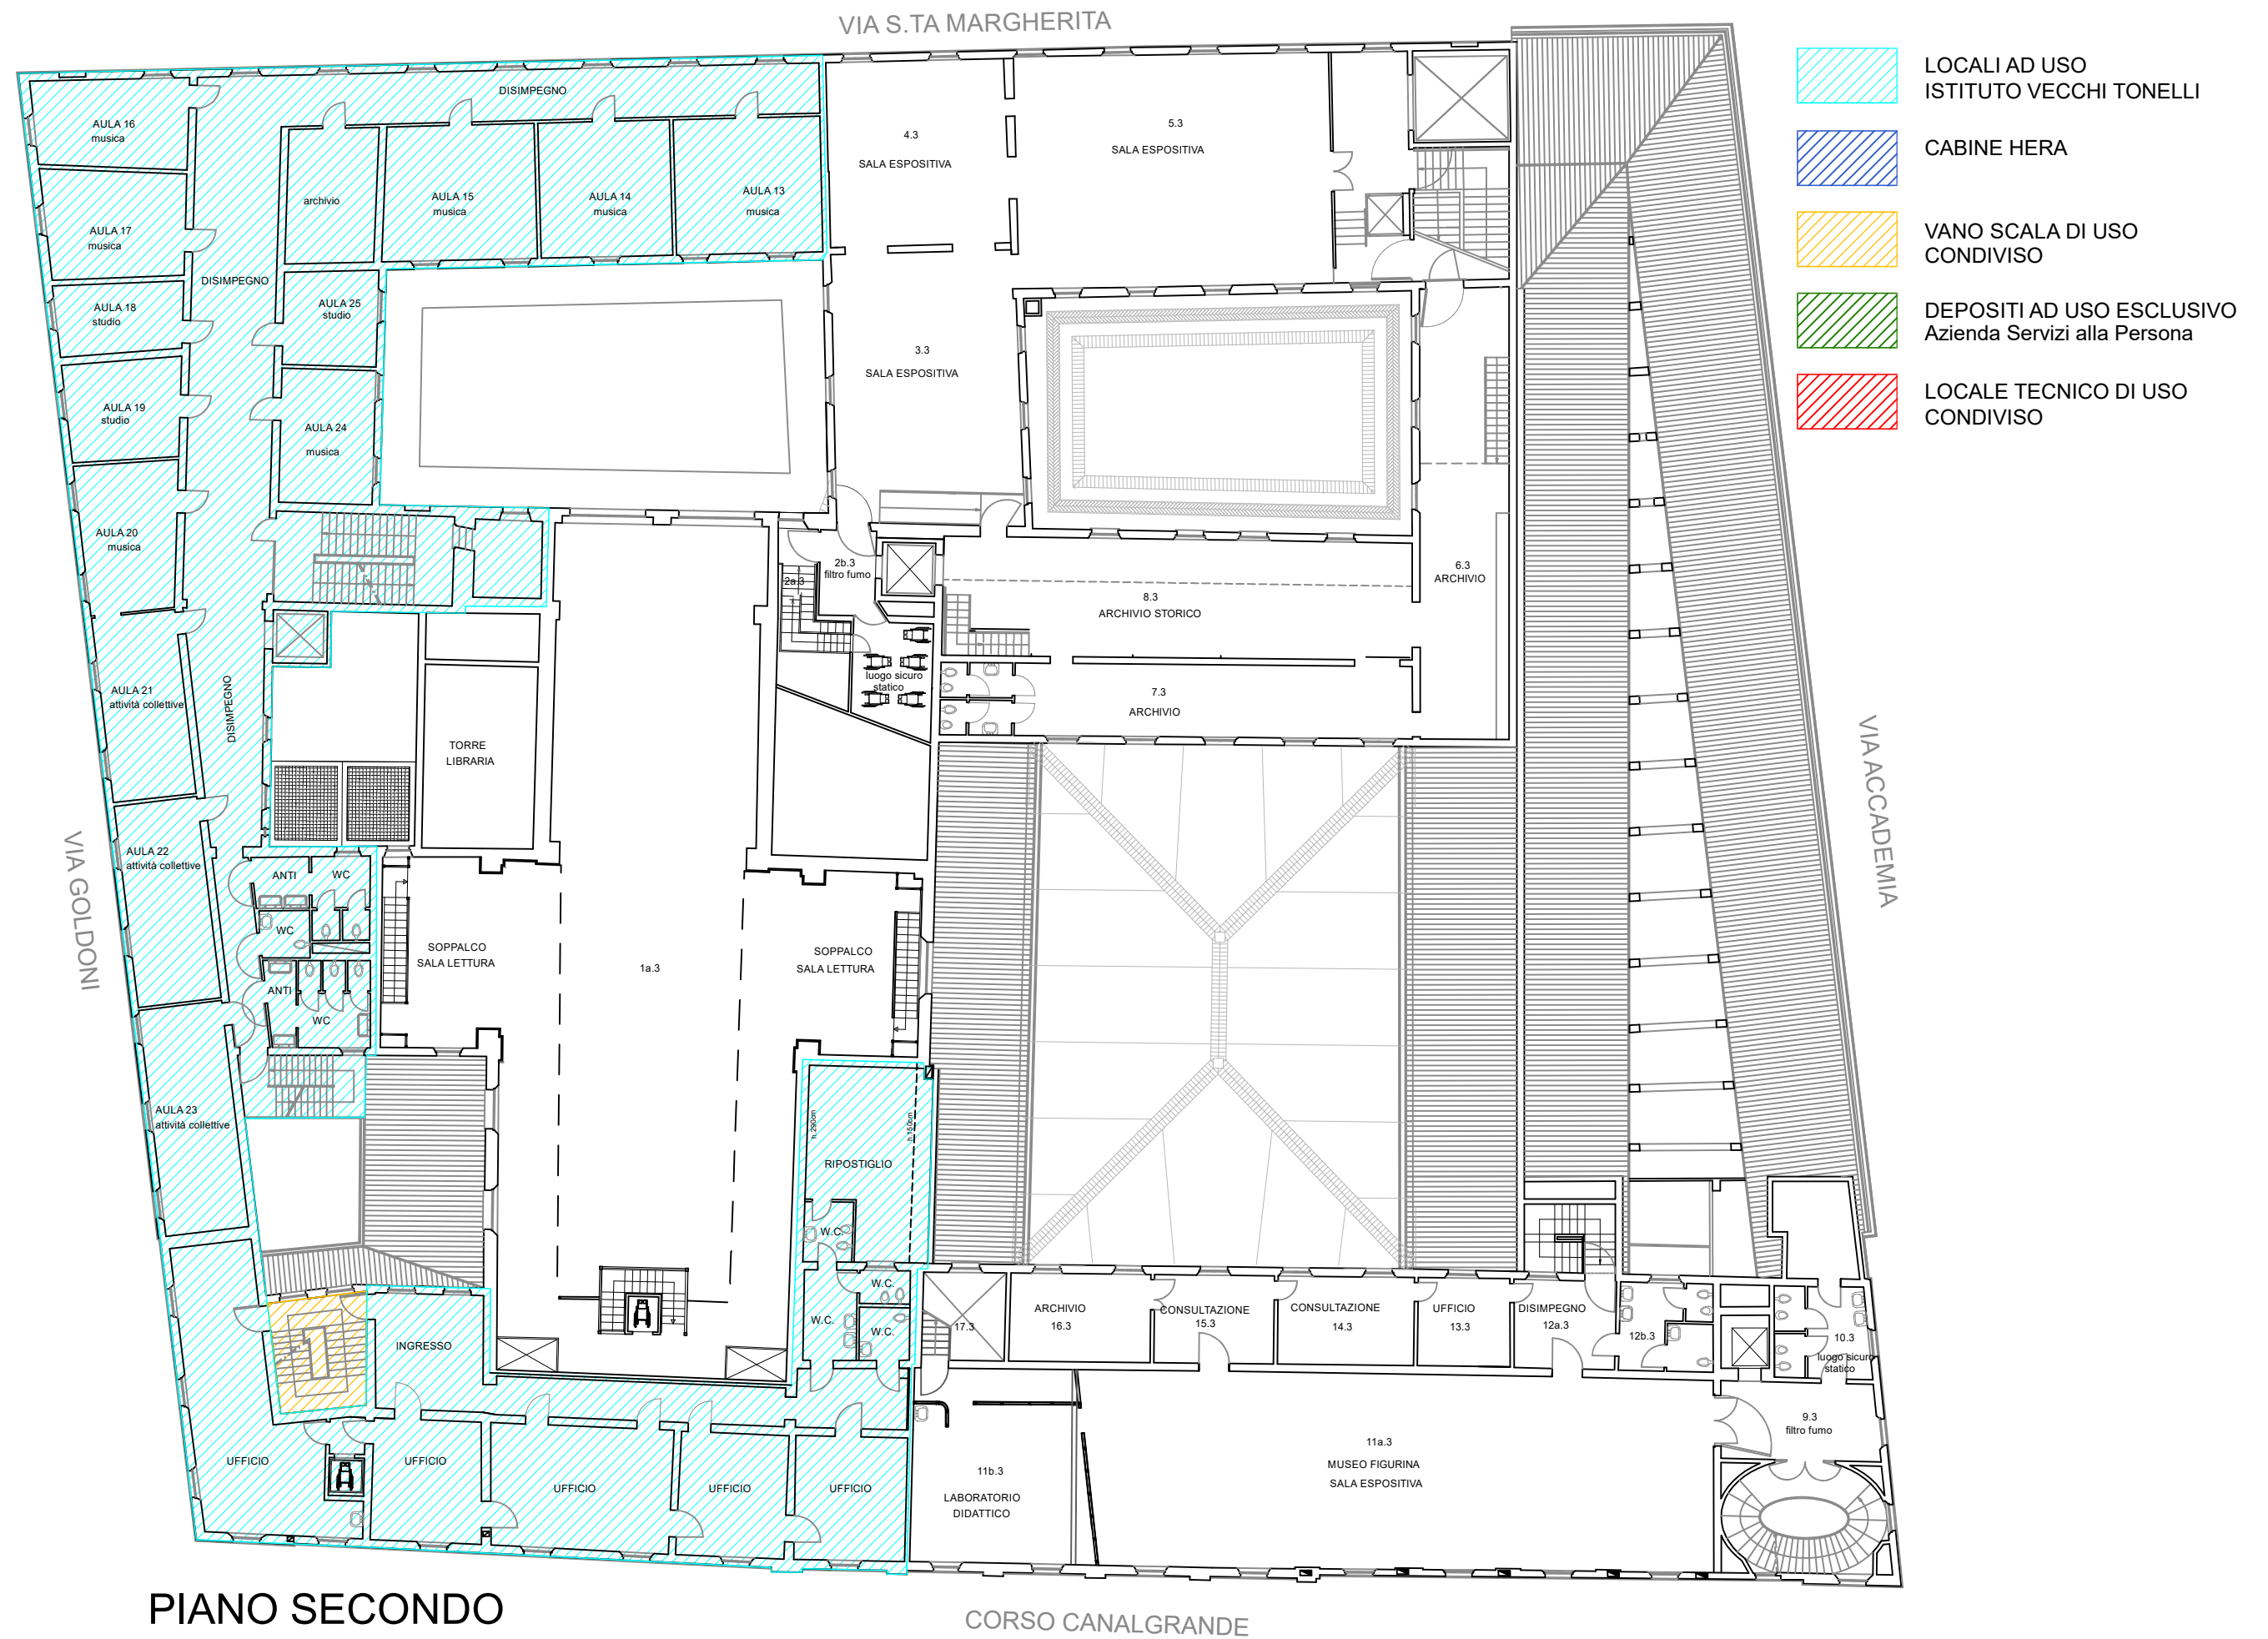 VIA S.TA MARGHERITA
LOCALI AD USO
ISTITUTO VECCHI TONELLI
CABINE HERA
VANO SCALA DI USO
CONDIVISO
DEPOSITI AD USO ESCLUSIVO
Azienda Servizi alla Persona
LOCALE TECNICO DI USO
CONDIVISO
DISIMPEGNO
AULA 16
musica
AULA 17
musica
archivio
AULA 15
musica
AULA 14
musica
AULA 13
musica
4.3
SALA ESPOSITIVA
5.3
SALA ESPOSITIVA
DISIMPEGNO
AULA 18
studio
AULA 25
studio
3.3
SALA ESPOSITIVA
AULA 19
studio
AULA 24
musica
AULA 20
musica
2a.3
2b.3
filtro fumo
6.3
ARCHIVIO
8.3
ARCHIVIO STORICO
luogo sicuro
statico
7.3
ARCHIVIO
AULA 21
attività collettive
DISIMPEGNO
TORRE
LIBRARIA
VIA GOLDONI
VIA ACCADEMIA
AULA 22
attività collettive
ANTI
WC
WC
ANTI
WC
SOPPALCO
SALA LETTURA
1a.3
SOPPALCO
SALA LETTURA
AULA 23
attività collettive
h.290cm
h.150cm
RIPOSTIGLIO
W.C.
W.C.
W.C.
W.C.
INGRESSO
17.3
ARCHIVIO
16.3
CONSULTAZIONE
15.3
CONSULTAZIONE
14.3
UFFICIO
13.3
DISIMPEGNO
12a.3
12b.3
10.3
luogo sicuro
statico
9.3
filtro fumo
UFFICIO
UFFICIO
UFFICIO
UFFICIO
UFFICIO
11b.3
LABORATORIO
DIDATTICO
11a.3
MUSEO FIGURINA
SALA ESPOSITIVA
PIANO SECONDO
CORSO CANALGRANDE